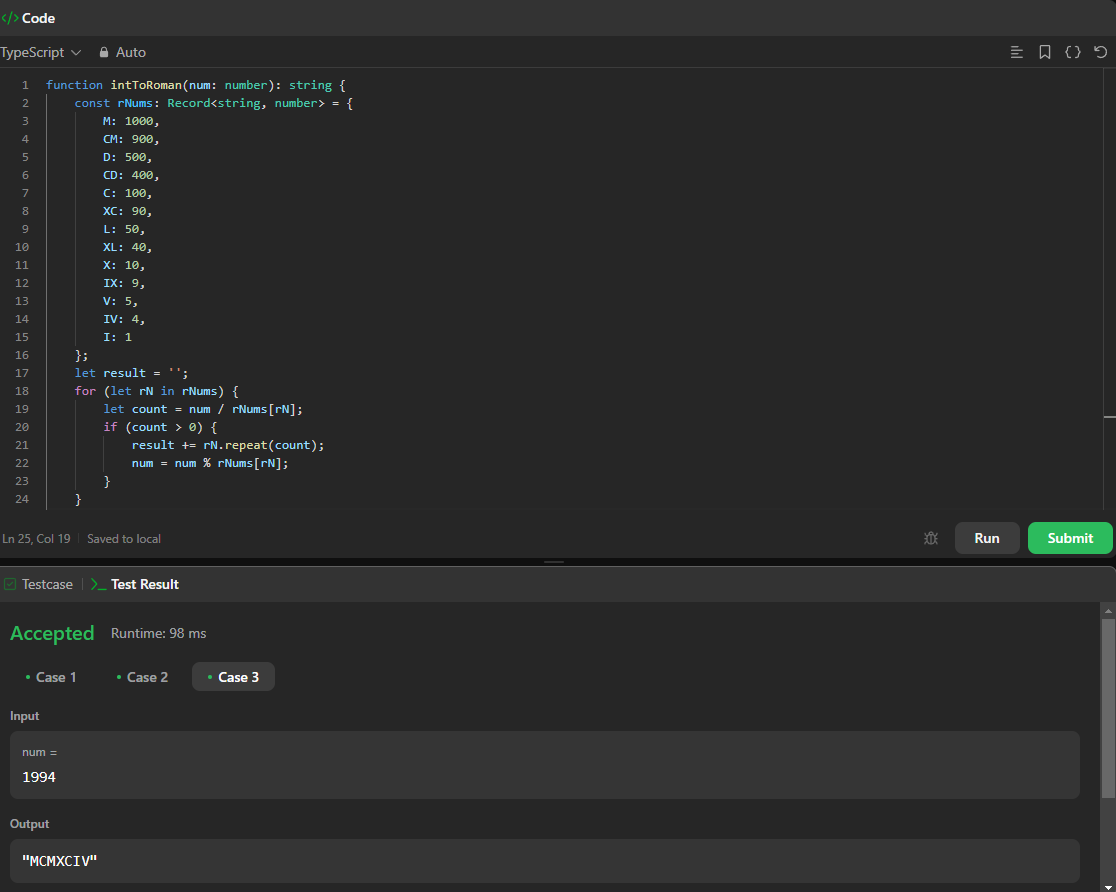 </> Code
TypeScript Auto
1 function intToRoman(num: number): string {
2 const rNums: Record<string, number> = {
3 M: 1000,
4 CM: 900,
5 D: 500,
6 CD: 400,
7 C: 100,
8 XC: 90,
9 L: 50,
10 XL: 40,
11 X: 10,
12 IX: 9,
13 V: 5,
14 IV: 4,
15 I: 1
16 };
17 let result = '';
18 for (let rN in rNums) {
19 let count = num / rNums[rN];
20 if (count > 0) {
21 result += rN.repeat(count);
22 num = num % rNums[rN];
23 }
24 }
Ln 25, Col 19 Saved to local Run Submit
Testcase Test Result
Accepted Runtime: 98 ms
Case 1 Case 2 Case 3
Input
num =
1994
Output
"MCMXCIV"